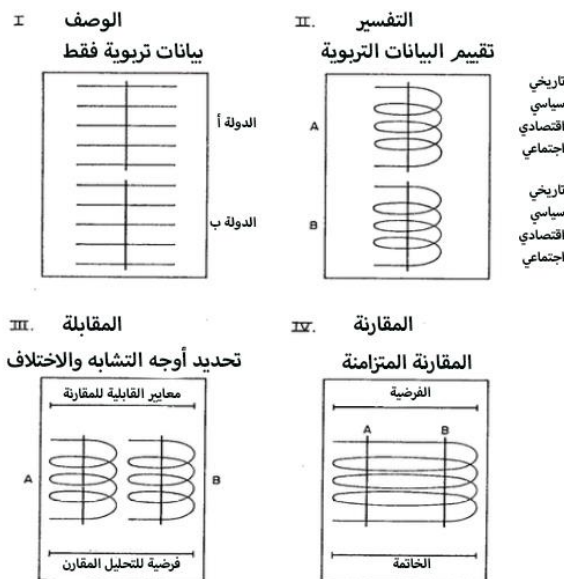 I الوصف
بيانات تربوية فقط
الدولة أ
الدولة ب
II. التفسير
تقييم البيانات التربوية
A
تاريخي
سياسي
اقتصادي
اجتماعي
B
تاريخي
سياسي
اقتصادي
اجتماعي
III. المقابلة
تحديد أوجه التشابه والاختلاف
معايير القابلية للمقارنة
A
B
فرضية للتحليل المقارن
IV. المقارنة
المقارنة المتزامنة
الفرضية
A B
الخاتمة